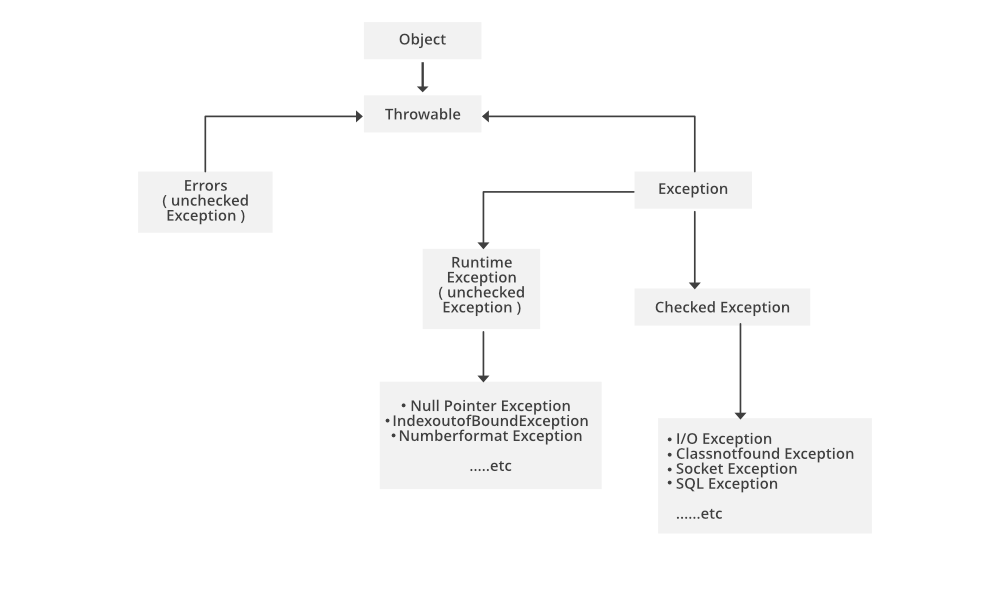 Object
Throwable
Errors
( unchecked
Exception )
Exception
Runtime
Exception
( unchecked
Exception )
Checked Exception
• Null Pointer Exception
• IndexoutofBoundException
• Numberformat Exception
.....etc
• I/O Exception
• Classnotfound Exception
• Socket Exception
• SQL Exception
......etc